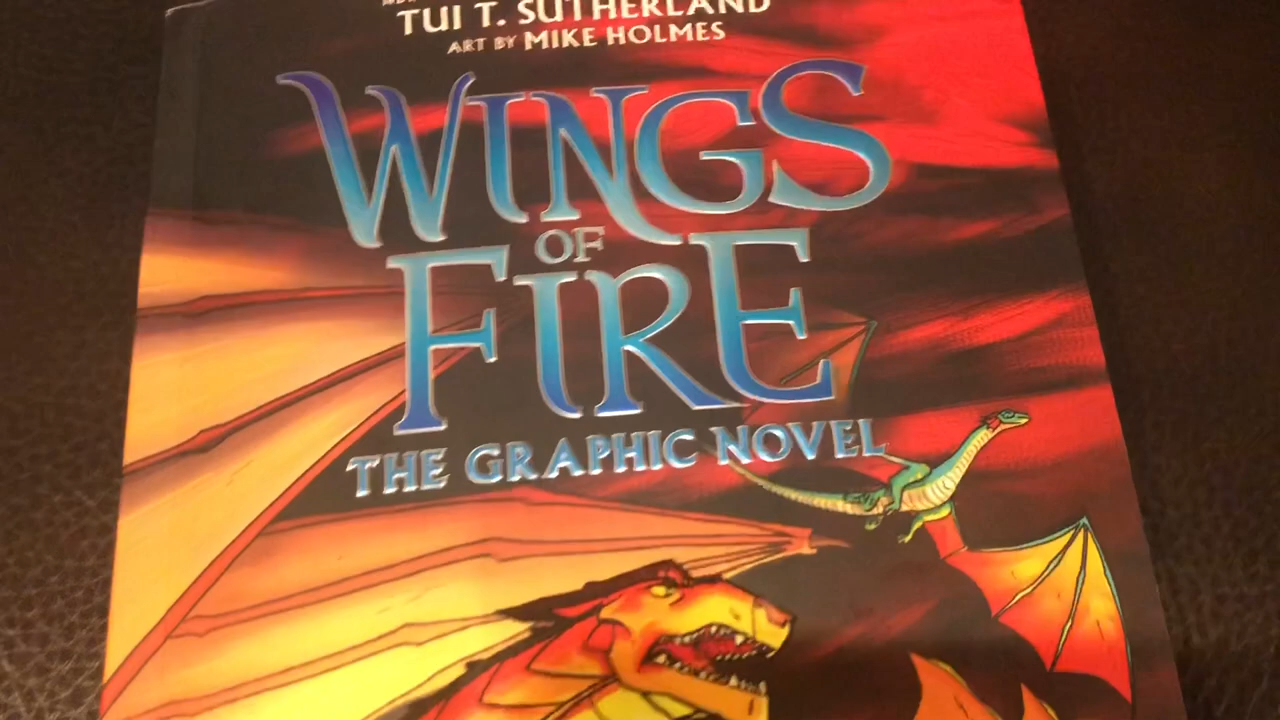 TUI T. SUTHERLAND
ART BY MIKE HOLMES
WINGS
OF
FIRE
THE GRAPHIC NOVEL